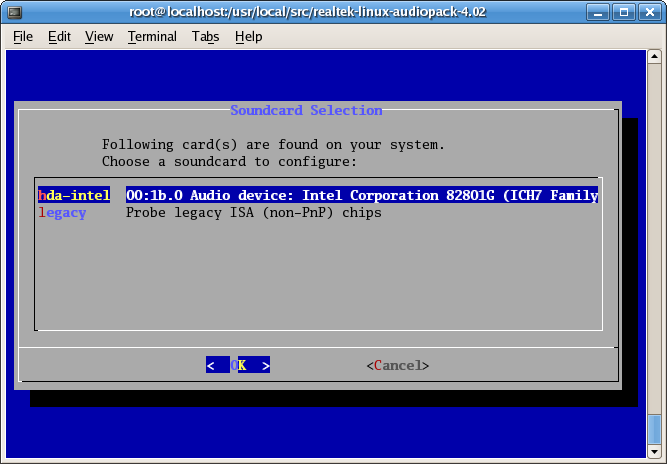 root@localhost:/usr/local/src/realtek-linux-audiopack-4.02
File Edit View Terminal Tabs Help
Soundcard Selection
Following card(s) are found on your system.
Choose a soundcard to configure:
hda-intel 00:1b.0 Audio device: Intel Corporation 82801G (ICH7 Family
legacy Probe legacy ISA (non-PnP) chips
< OK > <Cancel>